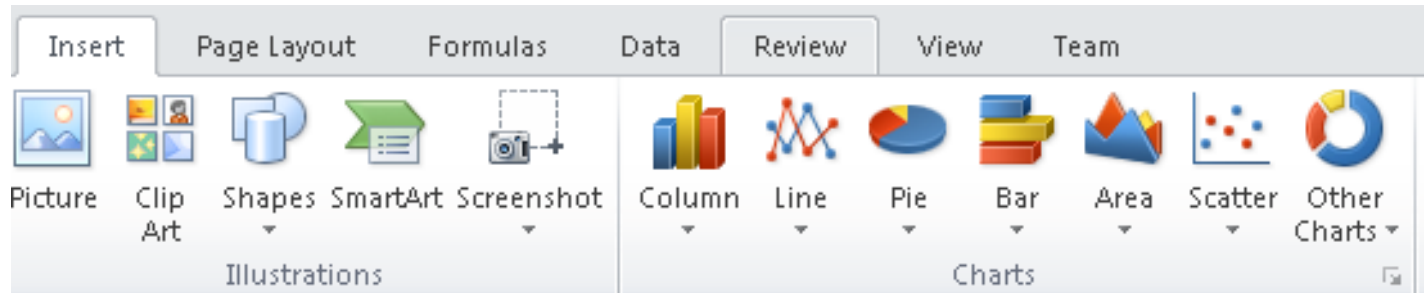 Insert Page Layout Formulas Data Review View Team
Picture Clip Art Shapes SmartArt Screenshot Column Line Pie Bar Area Scatter Other Charts
Illustrations Charts